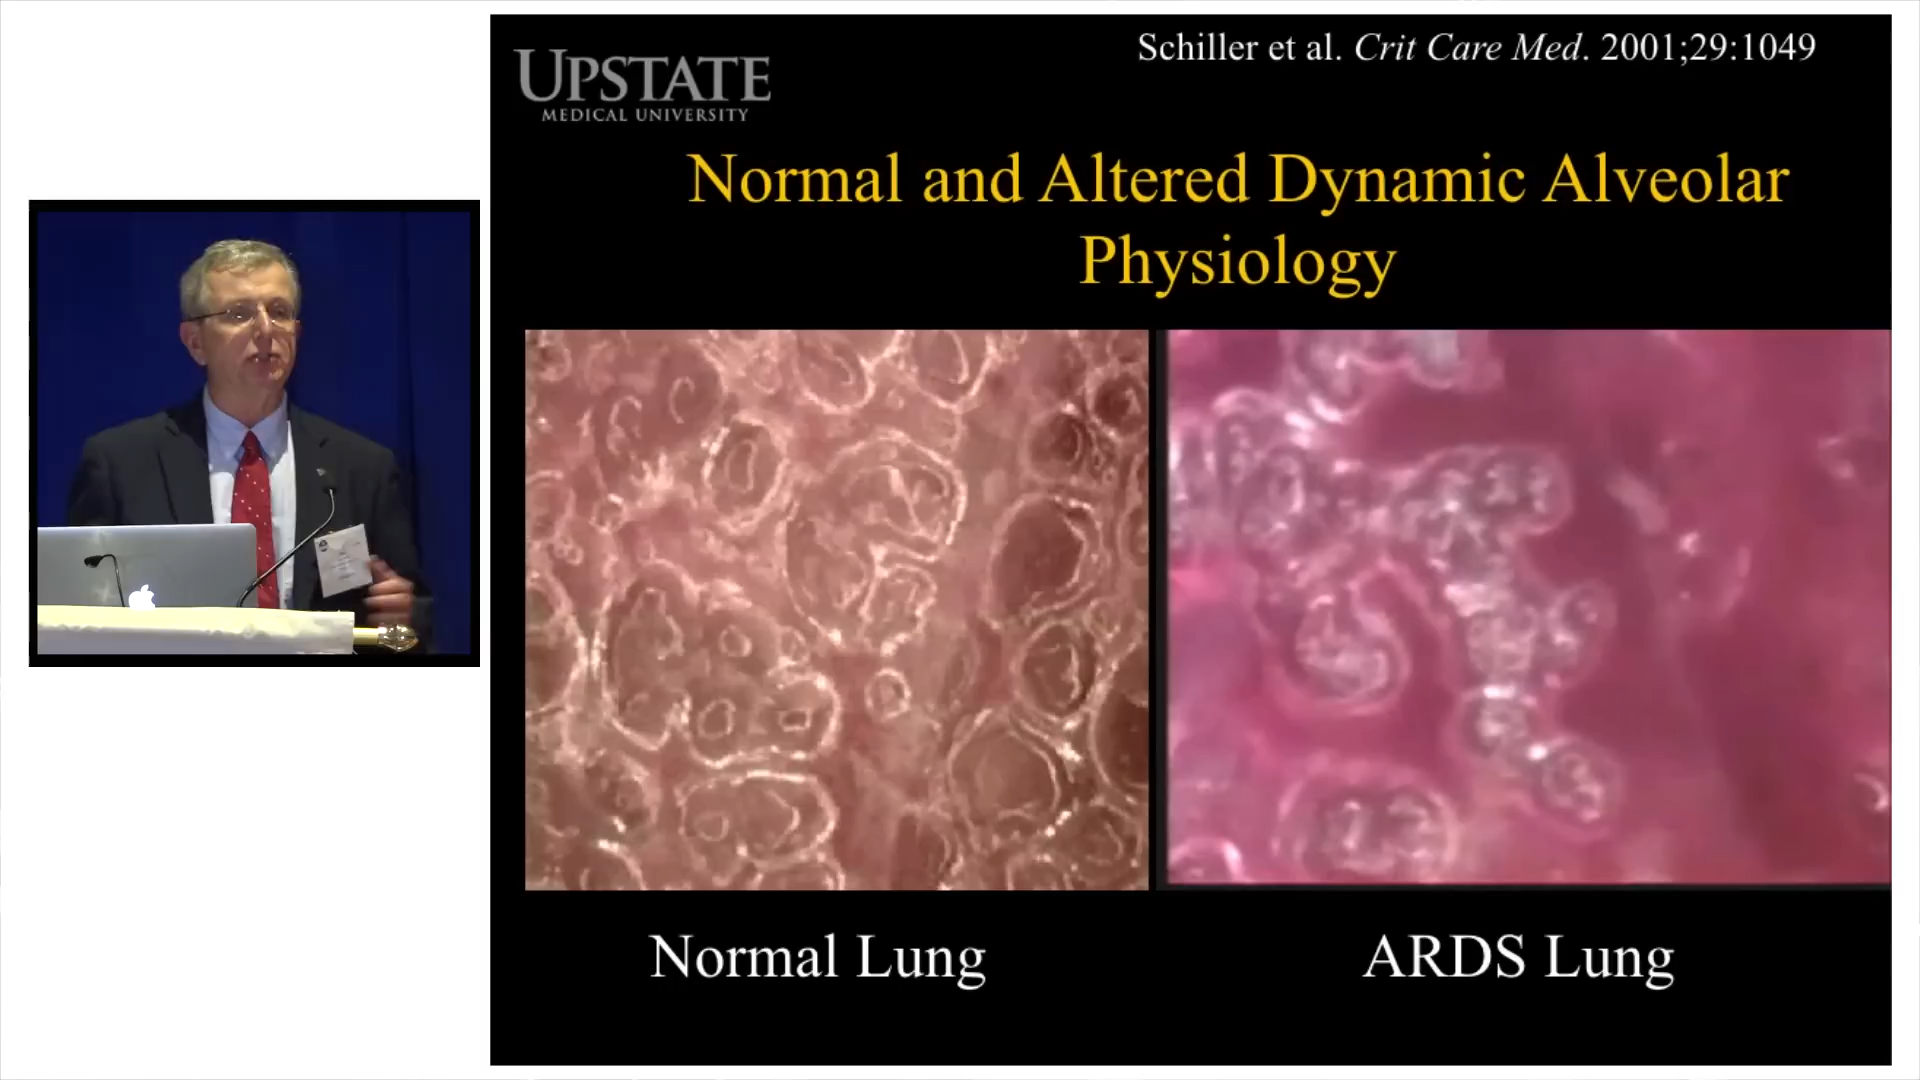 Schiller et al. Crit Care Med. 2001;29:1049
UPSTATE
MEDICAL UNIVERSITY
Normal and Altered Dynamic Alveolar
Physiology
Normal Lung
ARDS Lung